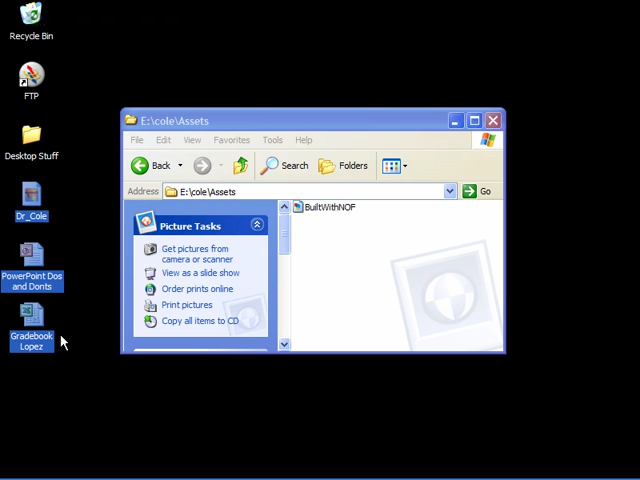 Recycle Bin
FTP
Desktop Stuff
Dr_Cole
PowerPoint Dos
and Donts
Gradebook
Lopez
E:\cole\Assets
File Edit View Favorites Tools Help
Back Search Folders
Address E:\cole\Assets Go
Picture Tasks
Get pictures from
camera or scanner
View as a slide show
Order prints online
Print pictures
Copy all items to CD
BuiltWithNOF